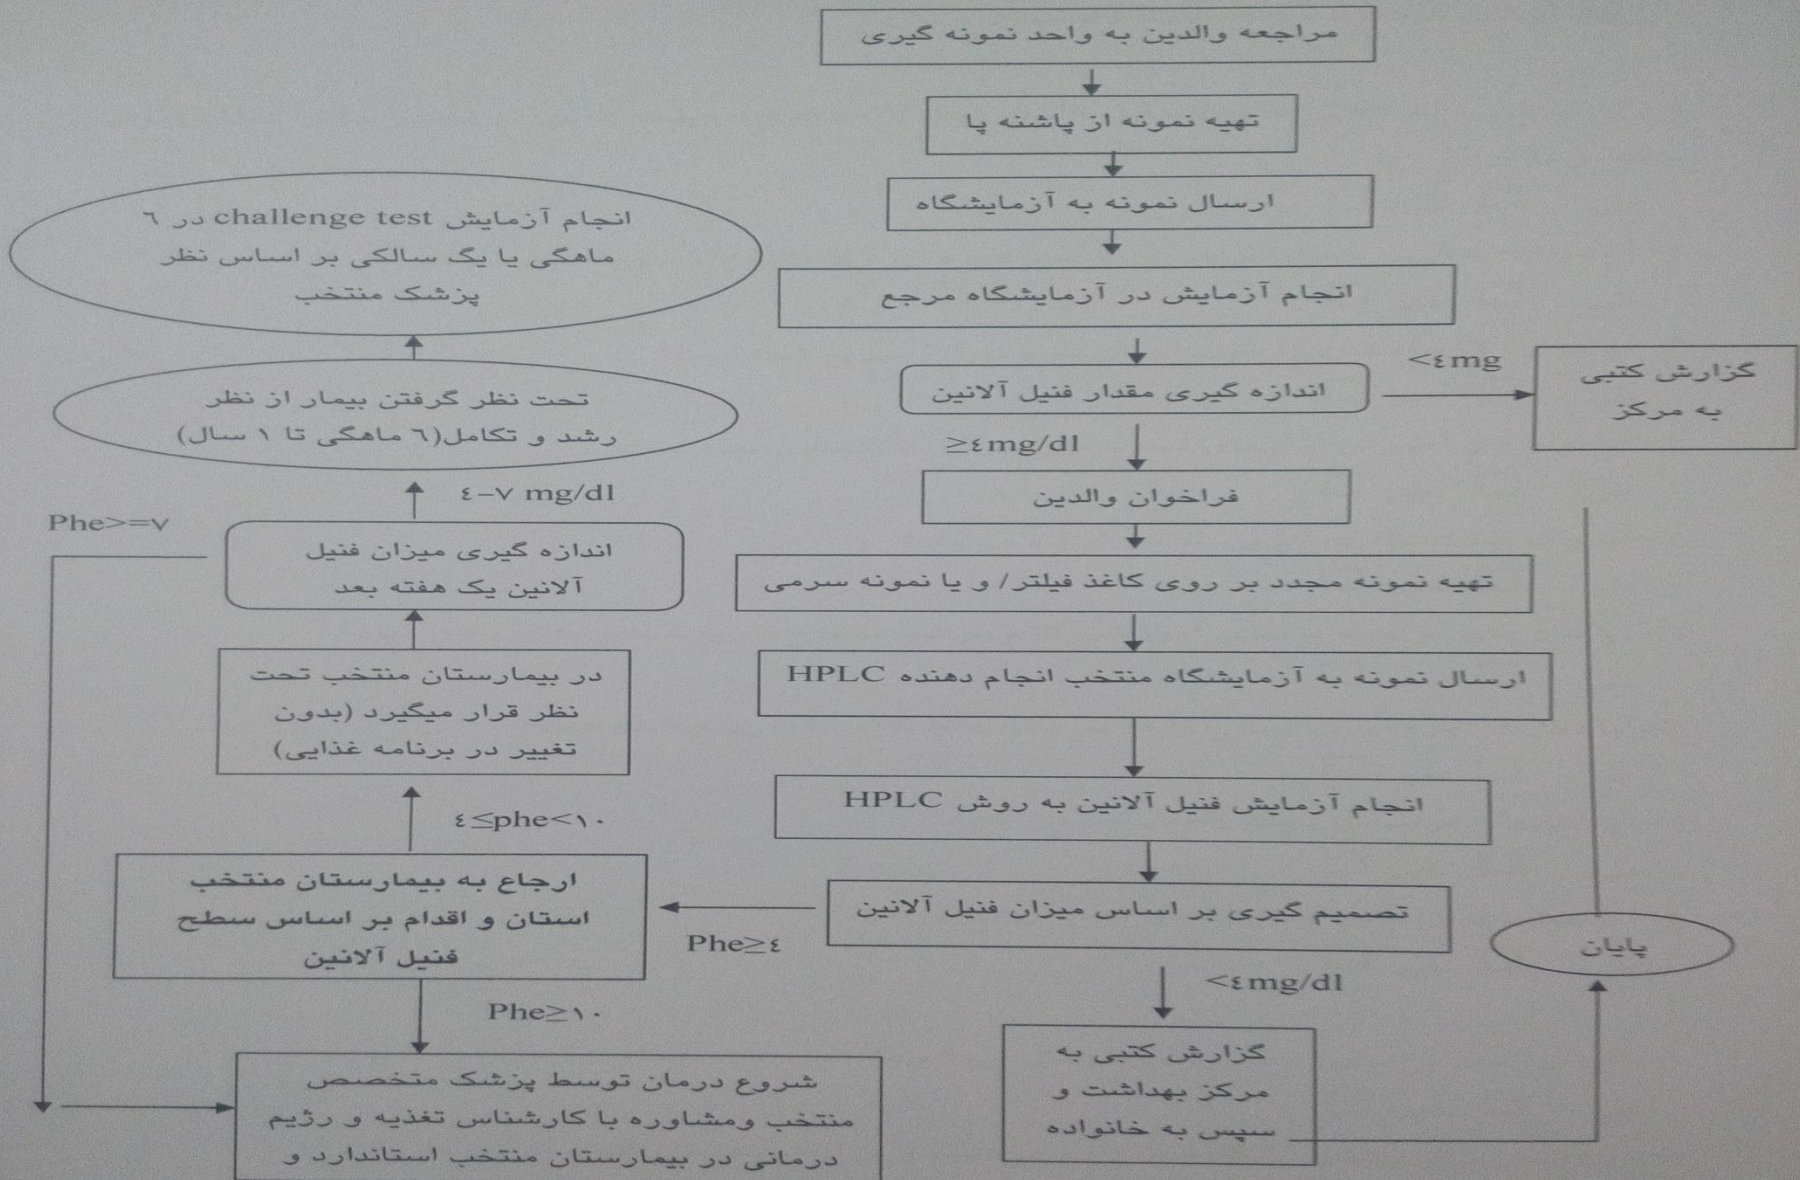 مراجعه والدین به واحد نمونه گیری
تهیه نمونه از پاشنه پا
ارسال نمونه به آزمایشگاه
انجام آزمایش در آزمایشگاه مرجع
اندازه گیری مقدار فنیل آلانین
<٤mg
گزارش کتبی
به مرکز
≥٤mg/dl
فراخوان والدین
تهیه نمونه مجدد بر روی کاغذ فیلتر/ و یا نمونه سرمی
ارسال نمونه به آزمایشگاه منتخب انجام دهنده HPLC
انجام آزمایش فنیل آلانین به روش HPLC
تصمیم گیری بر اساس میزان فنیل آلانین
<٤mg/dl
گزارش کتبی به
مرکز بهداشت و
سپس به خانواده
پایان
Phe≥٤
ارجاع به بیمارستان منتخب
استان و اقدام بر اساس سطح
فنیل آلانین
Phe≥١٠
شروع درمان توسط پزشک متخصص
منتخب ومشاوره با کارشناس تغذیه و رژیم
درمانی در بیمارستان منتخب استاندارد و
٤≤phe<١٠
در بیمارستان منتخب تحت
نظر قرار میگیرد (بدون
تغییر در برنامه غذایی)
اندازه گیری میزان فنیل
آلانین یک هفته بعد
Phe>=٧
٤-٧ mg/dl
تحت نظر گرفتن بیمار از نظر
رشد و تکامل(٦ ماهگی تا ١ سال)
انجام آزمایش challenge test در ٦
ماهگی یا یگ سالکی بر اساس نظر
پزشک منتخب